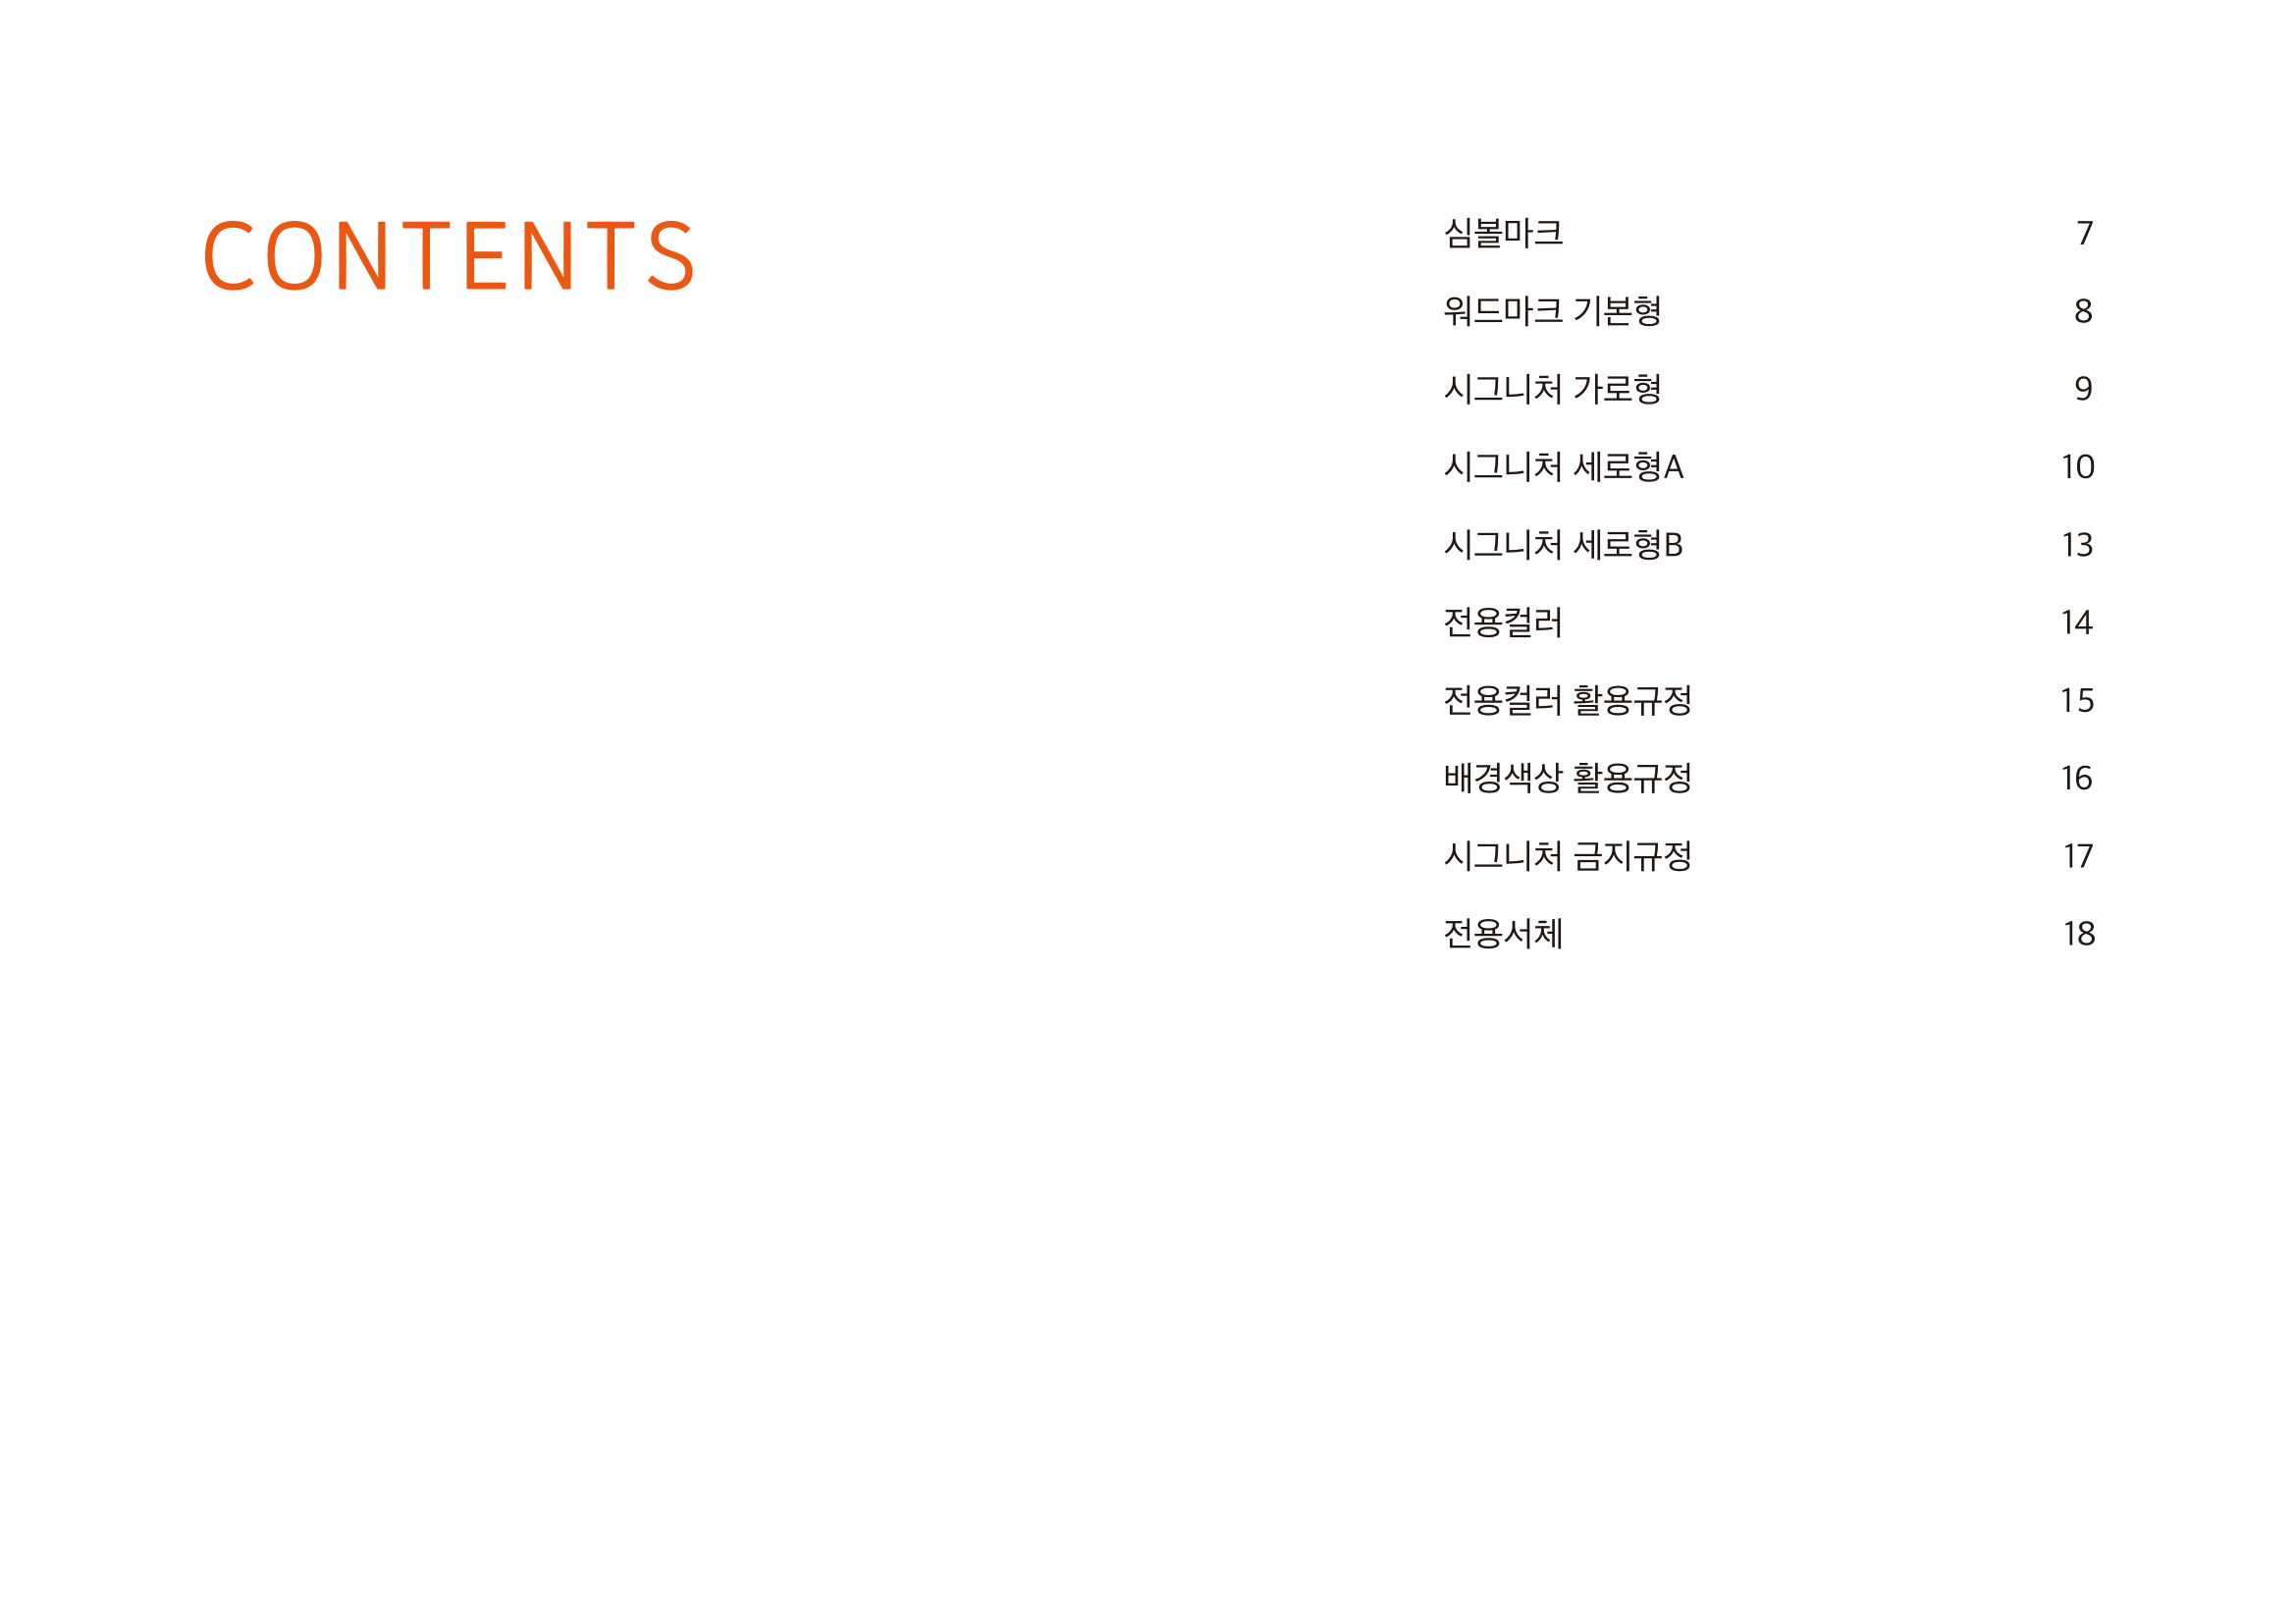 CONTENTS
심볼마크 7
워드마크 기본형 8
시그니처 가로형 9
시그니처 세로형A 10
시그니처 세로형B 13
전용컬러 14
전용컬러 활용규정 15
배경색상 활용규정 16
시그니처 금지규정 17
전용서체 18